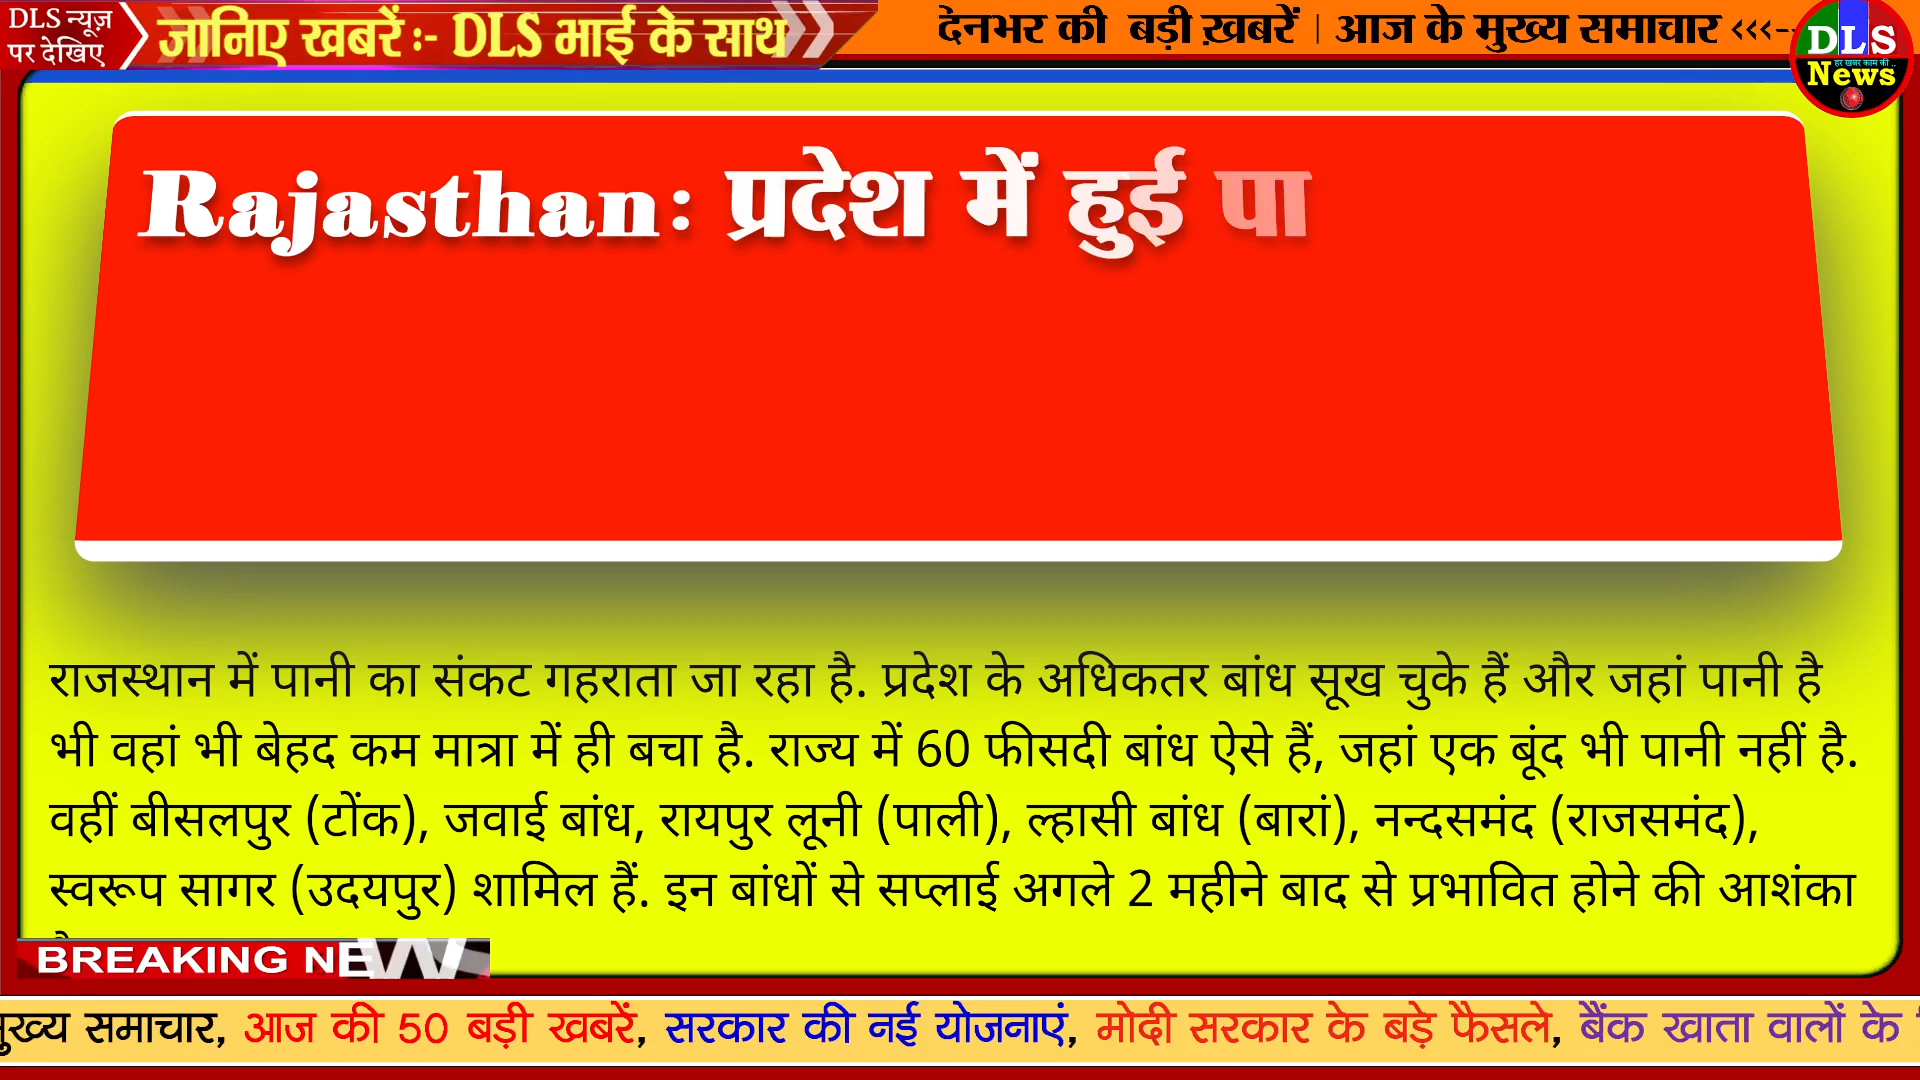 DLS न्यूज़
पर देखिए
जानिए खबरें :- DLS भाई के साथ
देनभर की बड़ी ख़बरें | आज के मुख्य समाचार <<<--
DLS
हर खबर काम की ..
News
Rajasthan: प्रदेश में हुई पा
राजस्थान में पानी का संकट गहराता जा रहा है. प्रदेश के अधिकतर बांध सूख चुके हैं और जहां पानी है
भी वहां भी बेहद कम मात्रा में ही बचा है. राज्य में 60 फीसदी बांध ऐसे हैं, जहां एक बूंद भी पानी नहीं है.
वहीं बीसलपुर (टोंक), जवाई बांध, रायपुर लूनी (पाली), ल्हासी बांध (बारां), नन्दसमंद (राजसमंद),
स्वरूप सागर (उदयपुर) शामिल हैं. इन बांधों से सप्लाई अगले 2 महीने बाद से प्रभावित होने की आशंका
BREAKING NEW
मुख्य समाचार, आज की 50 बड़ी खबरें, सरकार की नई योजनाएं, मोदी सरकार के बड़े फैसले, बैंक खाता वालों के